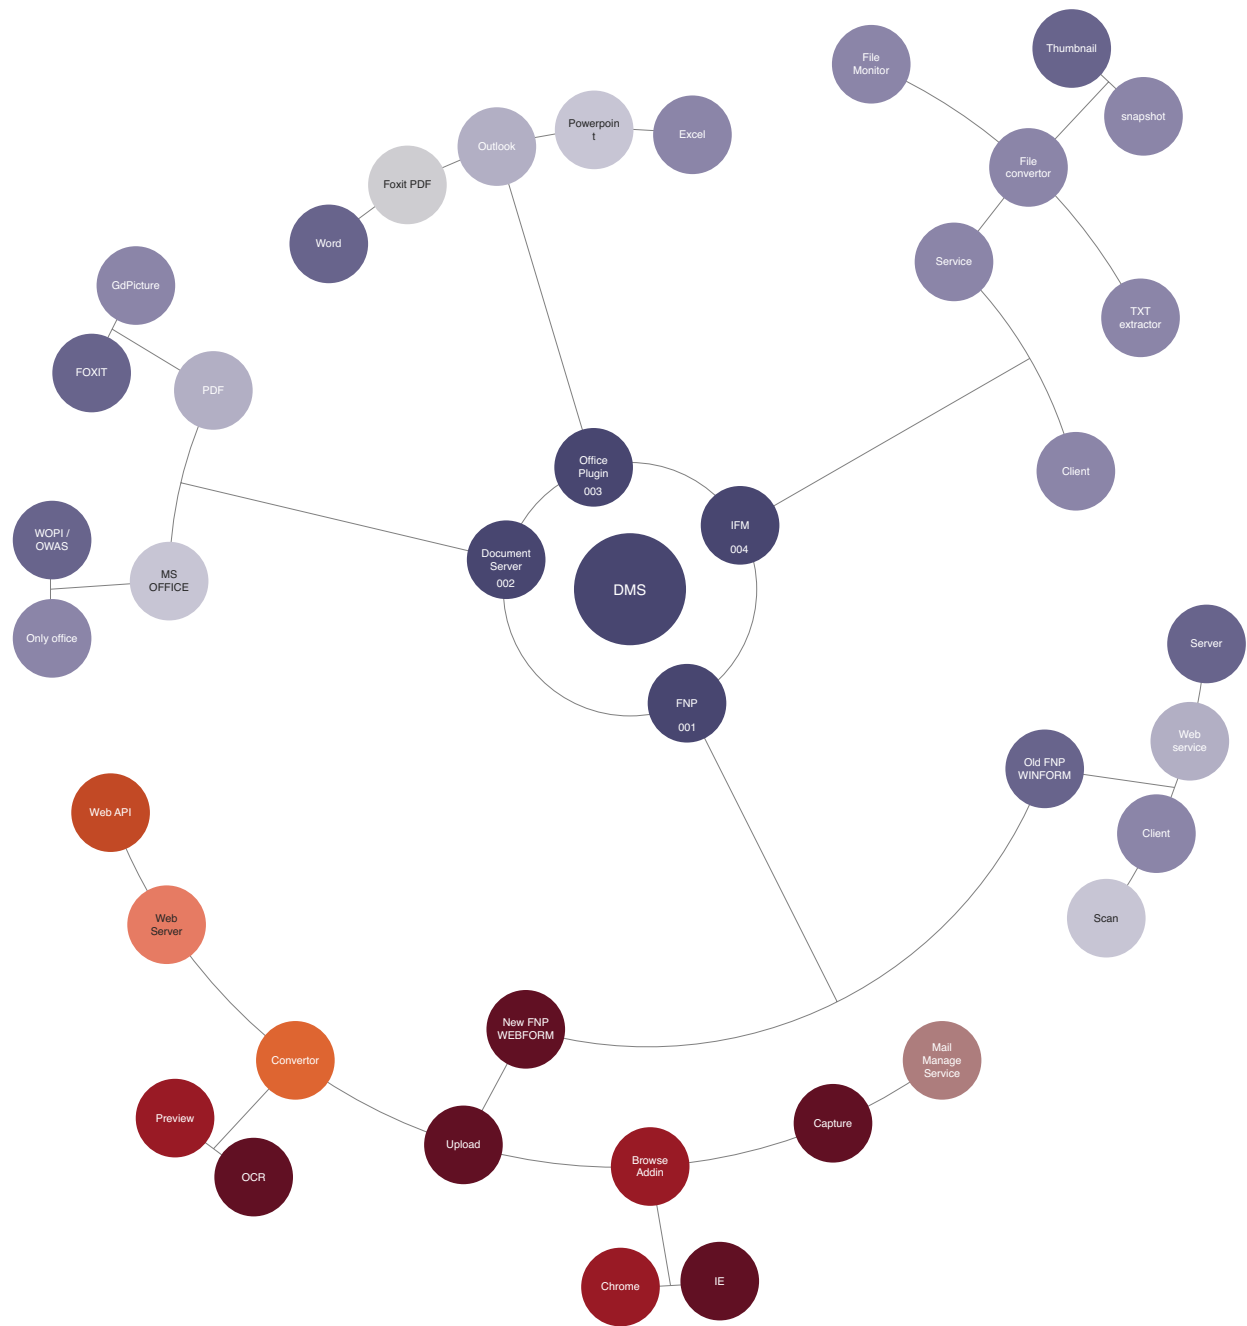 Thumbnail
File
Monitor
snapshot
Powerpoin
t
Excel
Outlook
File
convertor
Foxit PDF
Word
Service
GdPicture
TXT
extractor
FOXIT
PDF
Office
Plugin
003
Client
IFM
004
WOPI /
OWAS
Document
Server
002
MS
OFFICE
DMS
Only office
Server
FNP
001
Web
service
Old FNP
WINFORM
Web API
Client
Web
Server
Scan
New FNP
WEBFORM
Convertor
Mail
Manage
Service
Preview
Capture
Upload
Browse
Addin
OCR
Chrome
IE